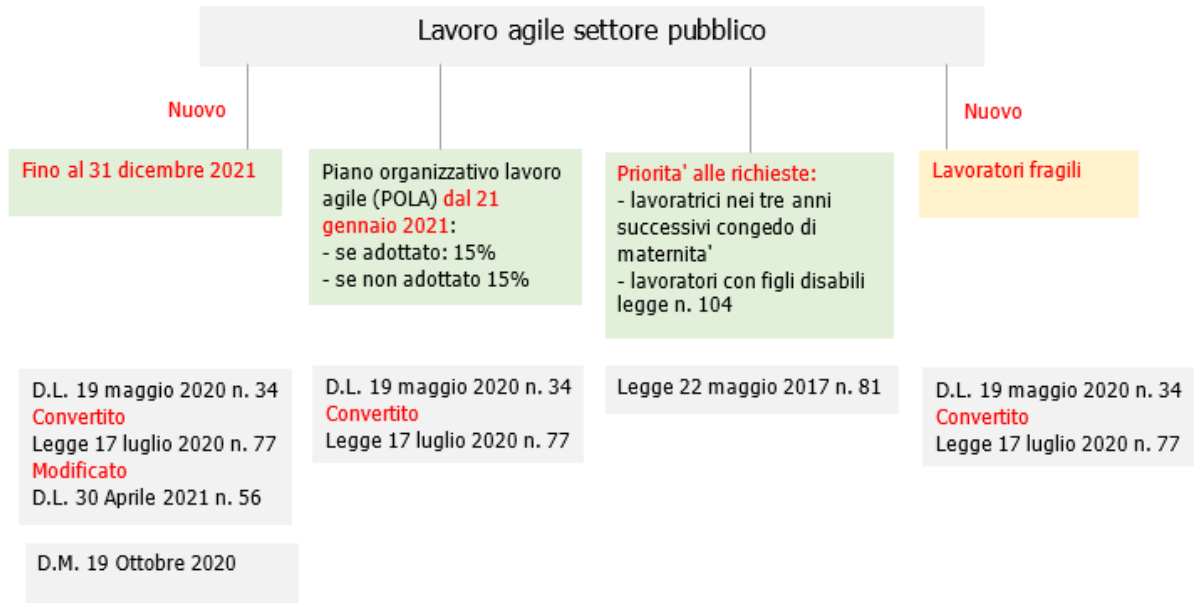 Lavoro agile settore pubblico
Nuovo
Nuovo
Fino al 31 dicembre 2021
Piano organizzativo lavoro
agile (POLA) dal 21
gennaio 2021:
- se adottato: 15%
- se non adottato 15%
Priorita' alle richieste:
- lavoratrici nei tre anni
successivi congedo di
maternita'
- lavoratori con figli disabili
legge n. 104
Lavoratori fragili
D.L. 19 maggio 2020 n. 34
Convertito
Legge 17 luglio 2020 n. 77
Modificato
D.L. 30 Aprile 2021 n. 56
D.M. 19 Ottobre 2020
D.L. 19 maggio 2020 n. 34
Convertito
Legge 17 luglio 2020 n. 77
Legge 22 maggio 2017 n. 81
D.L. 19 maggio 2020 n. 34
Convertito
Legge 17 luglio 2020 n. 77